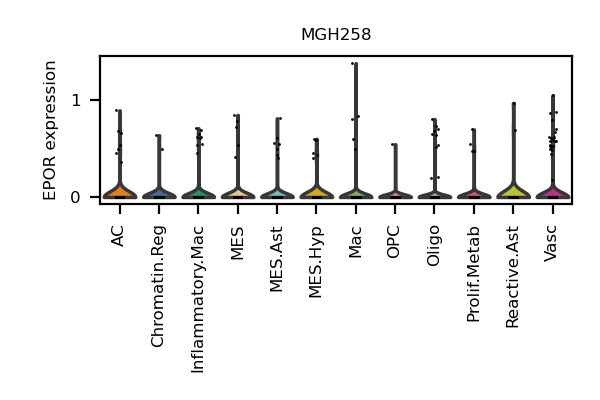 MGH258
EPOR expression
1
0
AC
Chromatin.Reg
Inflammatory.Mac
MES
MES.Ast
MES.Hyp
Mac
OPC
Oligo
Prolif.Metab
Reactive.Ast
Vasc